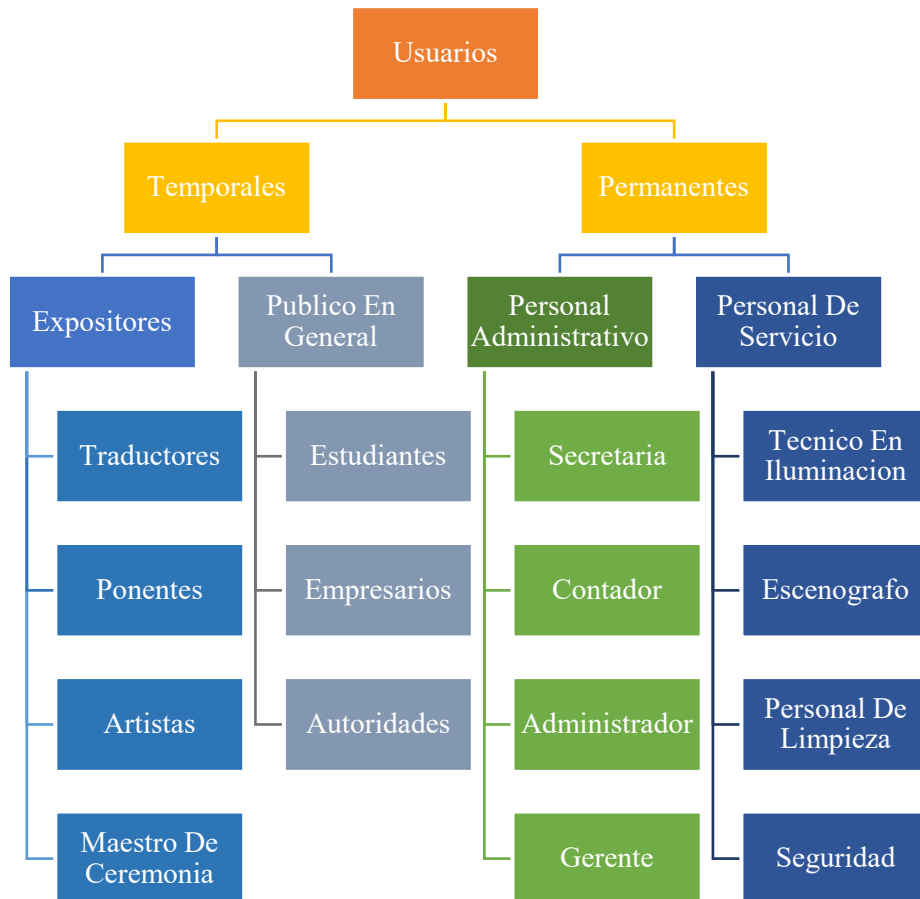 Usuarios
Temporales
Permanentes
Expositores
Publico En
General
Personal
Administrativo
Personal De
Servicio
Traductores
Estudiantes
Secretaria
Tecnico En
Iluminacion
Ponentes
Empresarios
Contador
Escenografo
Artistas
Autoridades
Administrador
Personal De
Limpieza
Maestro De
Ceremonia
Gerente
Seguridad